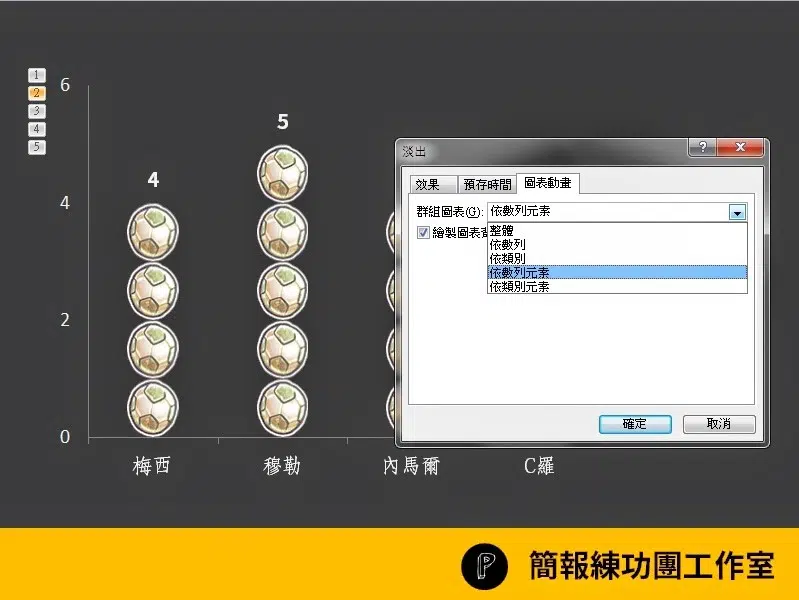 1
2
3
4
5
6
4
2
0
4
5
梅西
穆勒
內馬爾
C羅
淡出
?
X
效果 預存時間 圖表動畫
群組圖表(G): 依數列元素
繪製圖表
整體
依數列
依類別
依數列元素
依類別元素
確定 取消
P 簡報練功團工作室